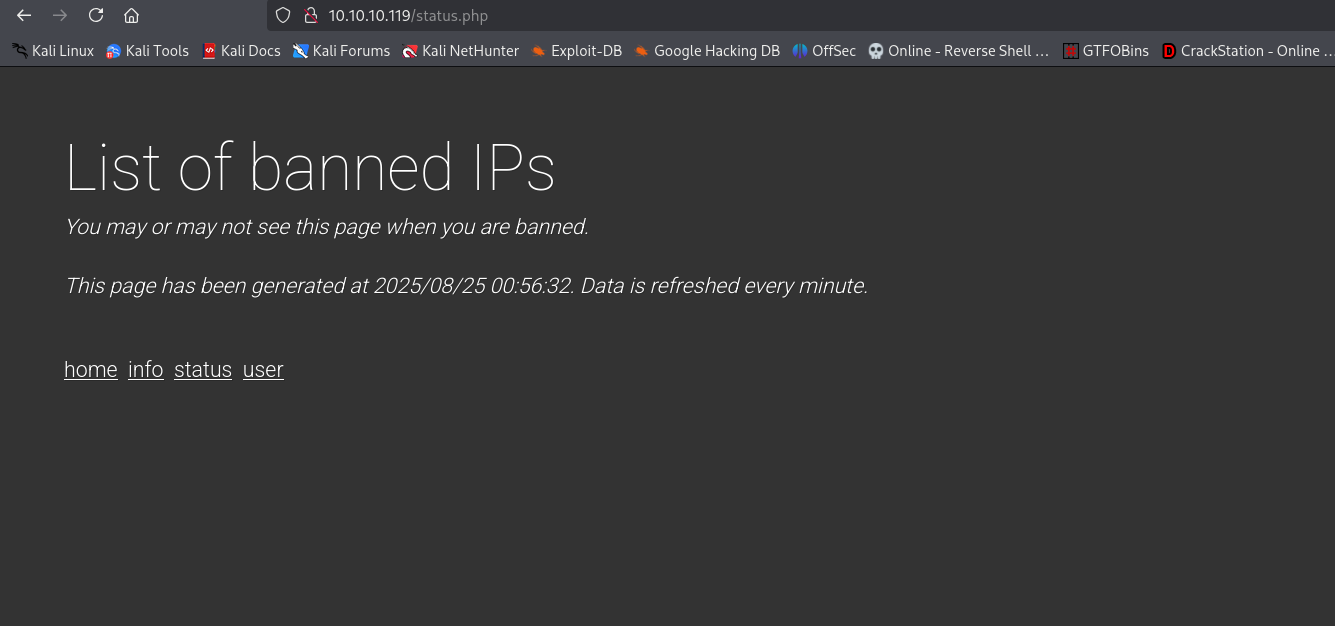 10.10.10.119/status.php
Kali Linux Kali Tools Kali Docs Kali Forums Kali NetHunter Exploit-DB Google Hacking DB OffSec Online - Reverse Shell … GTFOBins CrackStation - Online …
List of banned IPs
You may or may not see this page when you are banned.
This page has been generated at 2025/08/25 00:56:32. Data is refreshed every minute.
home info status user